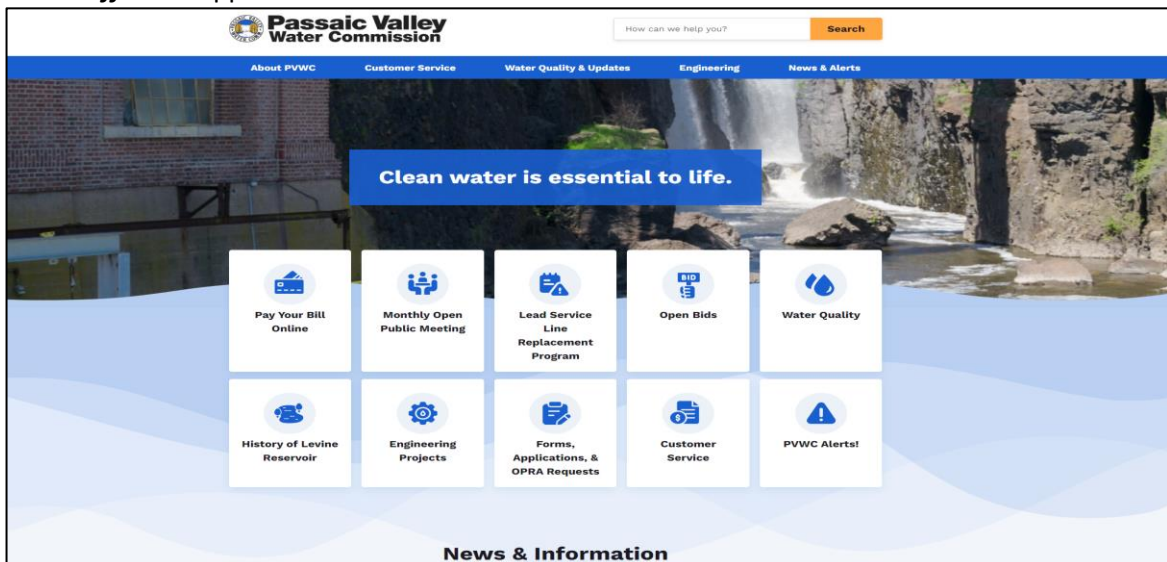 Passaic Valley
Water Commission
How can we help you?
Search
About PVWC
Customer Service
Water Quality & Updates
Engineering
News & Alerts
Clean water is essential to life.
Pay Your Bill
Online
Monthly Open
Public Meeting
Lead Service
Line
Replacement
Program
BID
Open Bids
Water Quality
History of Levine
Reservoir
Engineering
Projects
Forms,
Applications, &
OPRA Requests
Customer
Service
PVWC Alerts!
News & Information